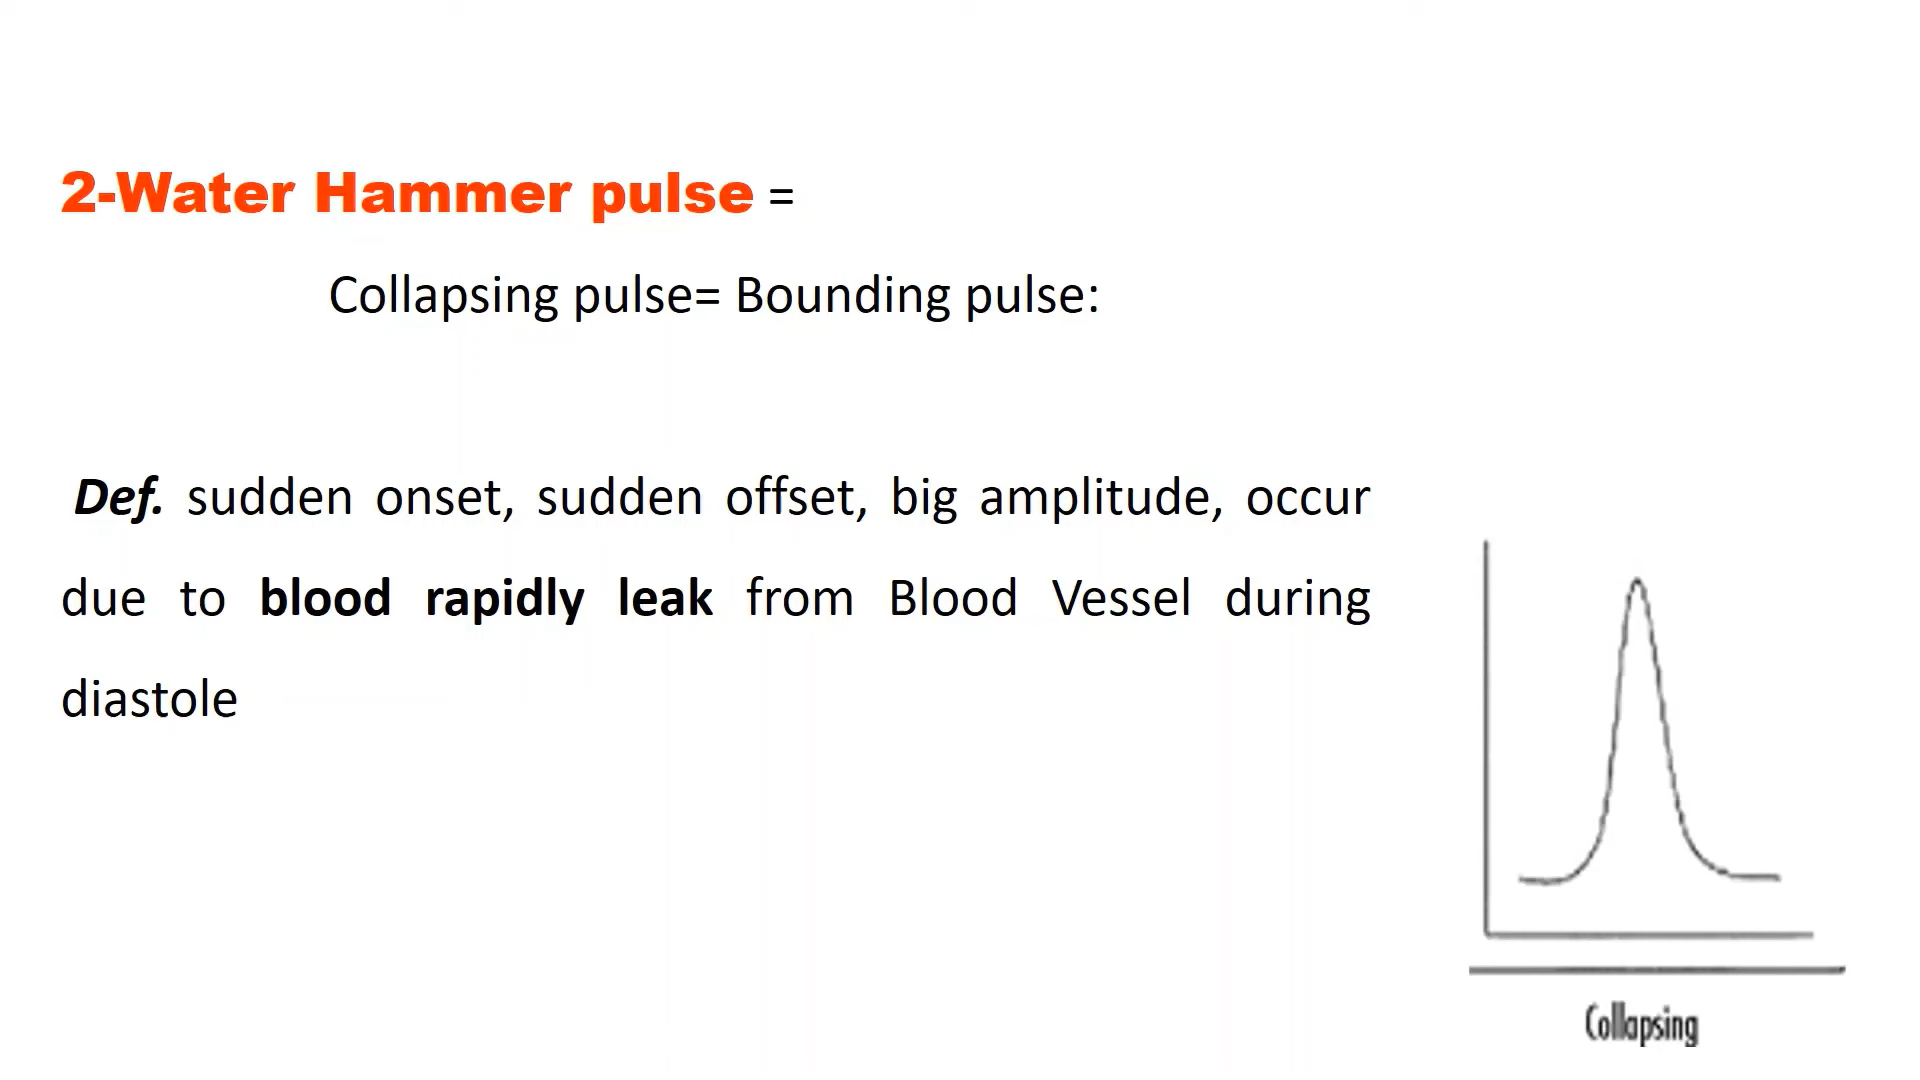 2-Water Hammer pulse =
Collapsing pulse= Bounding pulse:
Def. sudden onset, sudden offset, big amplitude, occur
due to blood rapidly leak from Blood Vessel during
diastole
Collapsing